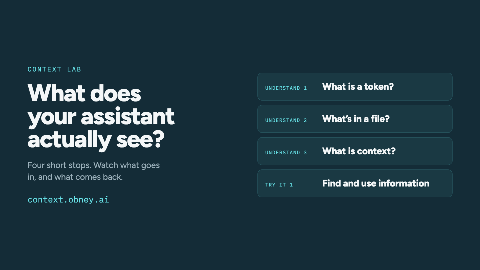 CONTEXT LAB
What does
your assistant
actually see?
Four short stops. Watch what goes
in, and what comes back.
context.obney.ai
UNDERSTAND 1 What is a token?
UNDERSTAND 2 What's in a file?
UNDERSTAND 3 What is context?
TRY IT 1 Find and use information